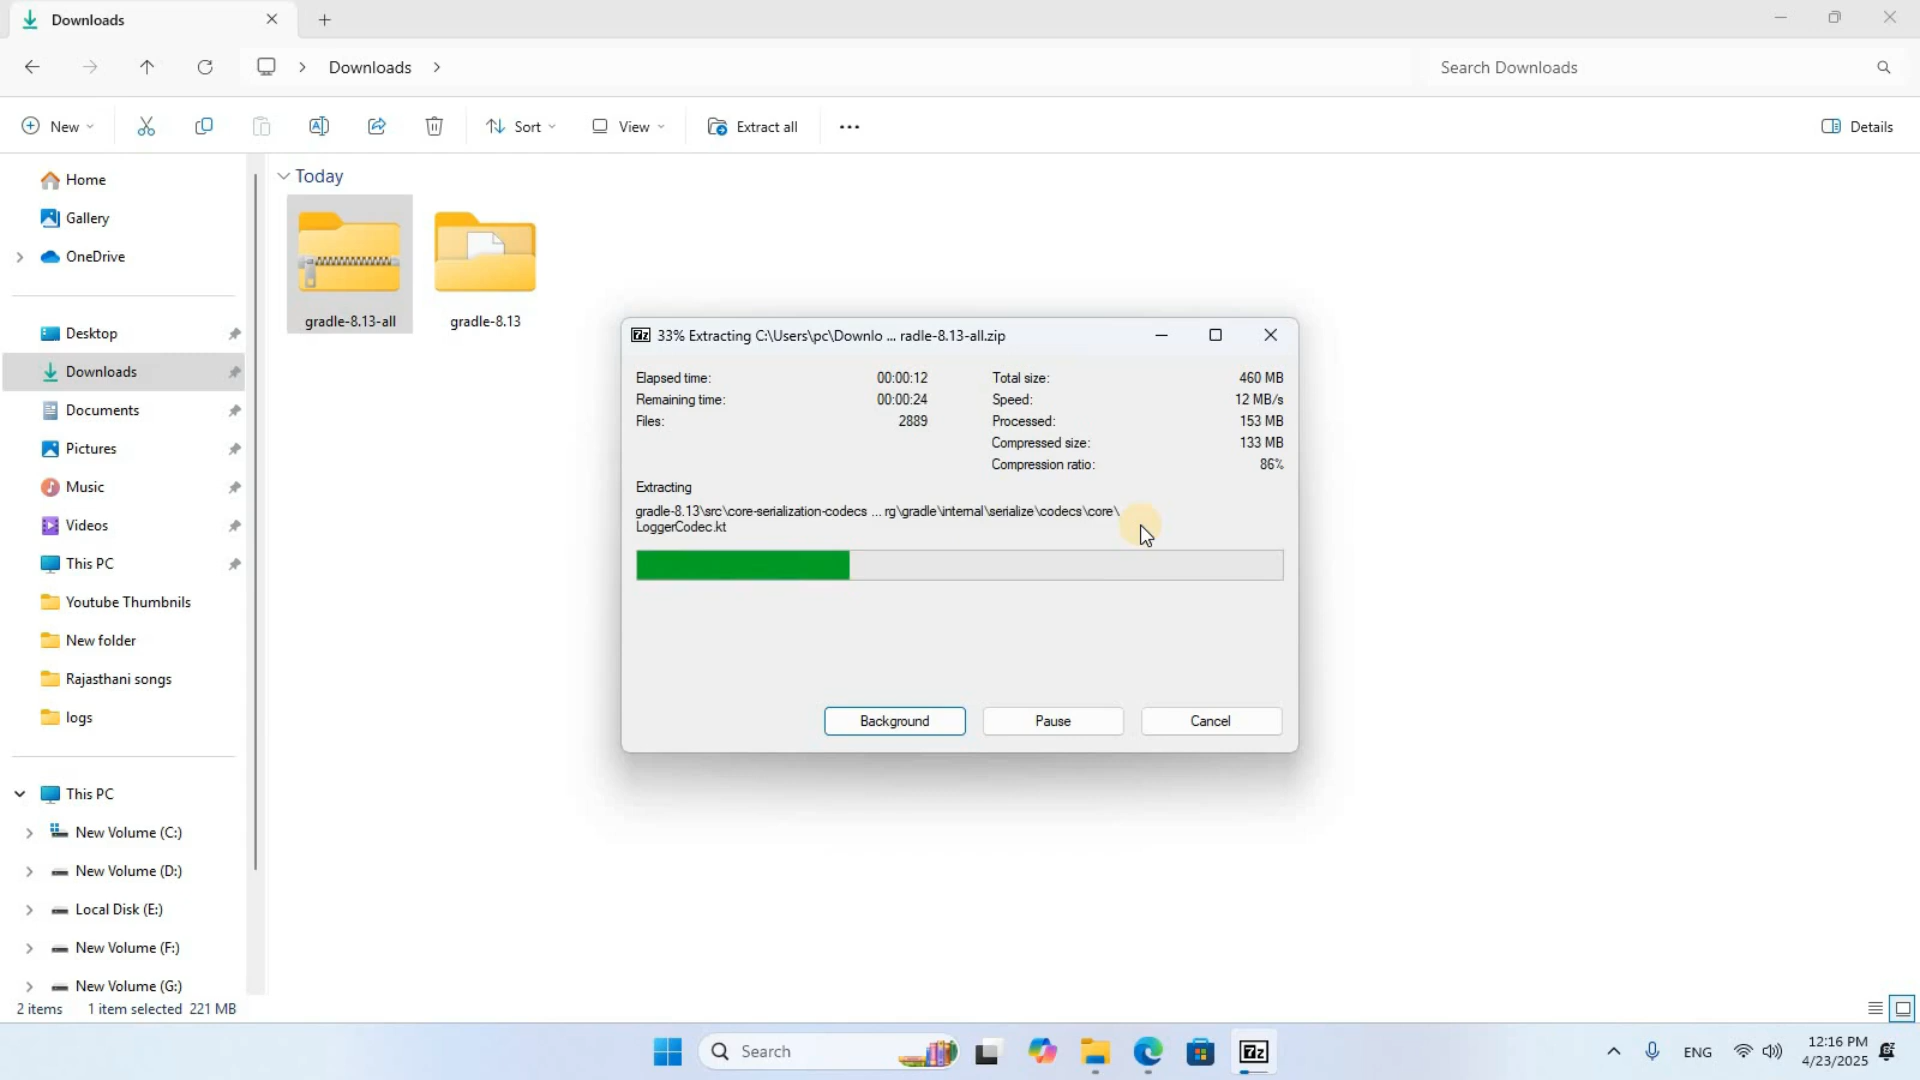 Downloads
Downloads
Search Downloads
New
Sort
View
Extract all
Details
Home
Gallery
OneDrive
Desktop
Downloads
Documents
Pictures
Music
Videos
This PC
Youtube Thumbnils
New folder
Rajasthani songs
logs
This PC
New Volume (C:)
New Volume (D:)
Local Disk (E:)
New Volume (F:)
New Volume (G:)
Today
gradle-8.13-all
gradle-8.13
7z 33% Extracting C:\Users\pc\Downlo ... radle-8.13-all.zip
Elapsed time: 00:00:12 Total size: 460 MB
Remaining time: 00:00:24 Speed: 12 MB/s
Files: 2889 Processed: 153 MB
Compressed size: 133 MB
Compression ratio: 86%
Extracting
gradle-8.13\src\core-serialization-codecs ... rg\gradle\internal\serialize\codecs\core\
LoggerCodec.kt
Background Pause Cancel
2 items 1 item selected 221 MB
Search
7z
ENG
12:16 PM
4/23/2025